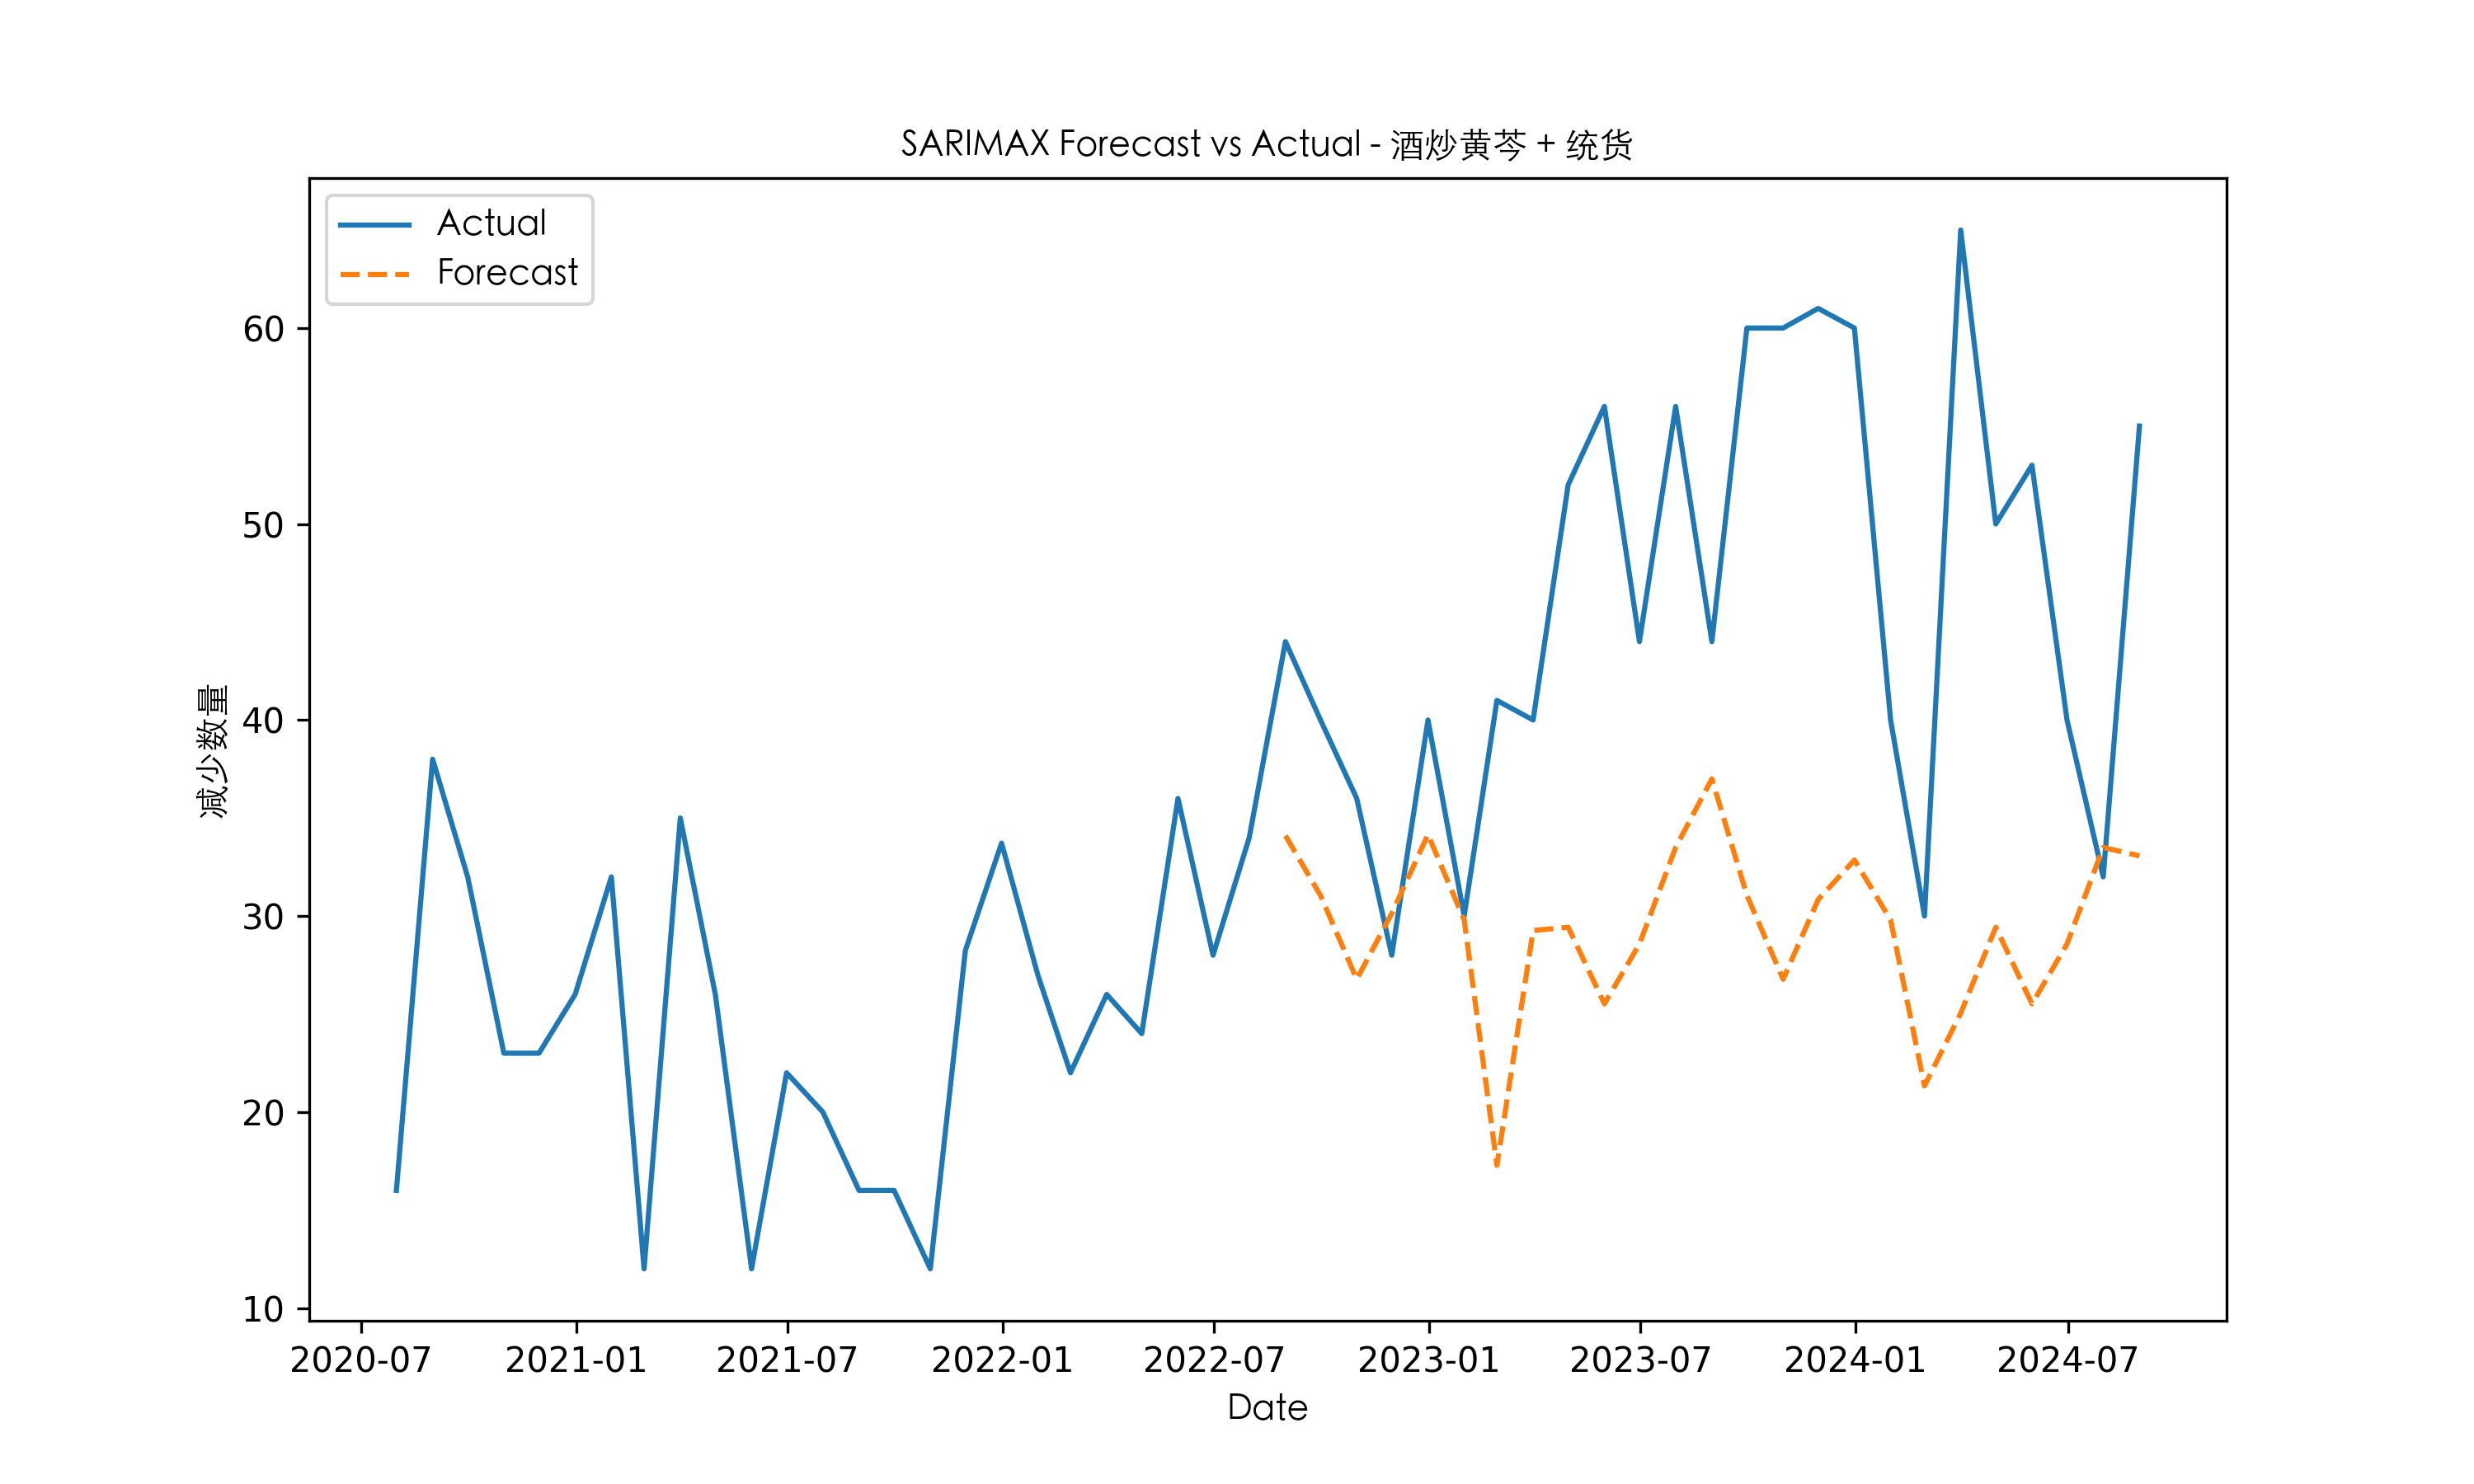 SARIMAX Forecast vs Actual - 酒炒黄芩 + 统货
Actual
Forecast
减少数量
60
50
40
30
20
10
2020-07 2021-01 2021-07 2022-01 2022-07 2023-01 2023-07 2024-01 2024-07
Date